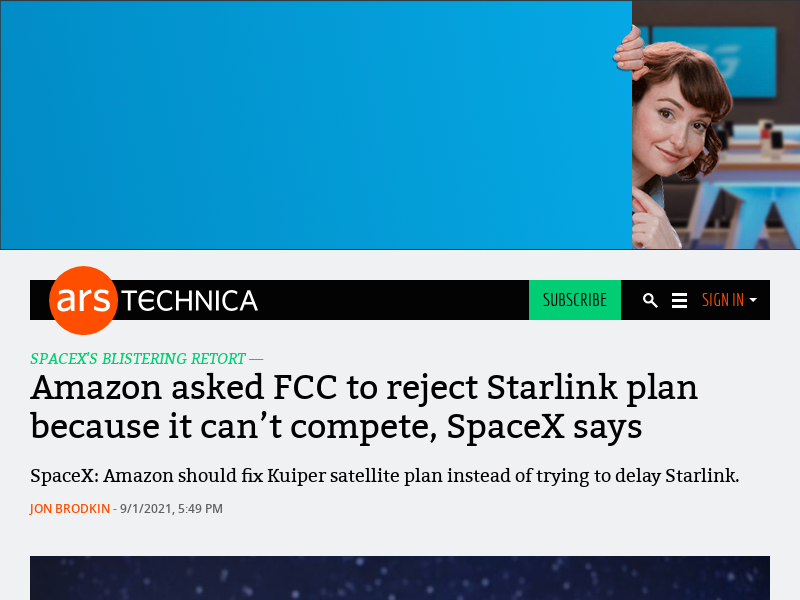 ars TECHNICA
SUBSCRIBE
SIGN IN
SPACEX'S BLISTERING RETORT —
Amazon asked FCC to reject Starlink plan
because it can’t compete, SpaceX says
SpaceX: Amazon should fix Kuiper satellite plan instead of trying to delay Starlink.
JON BRODKIN - 9/1/2021, 5:49 PM